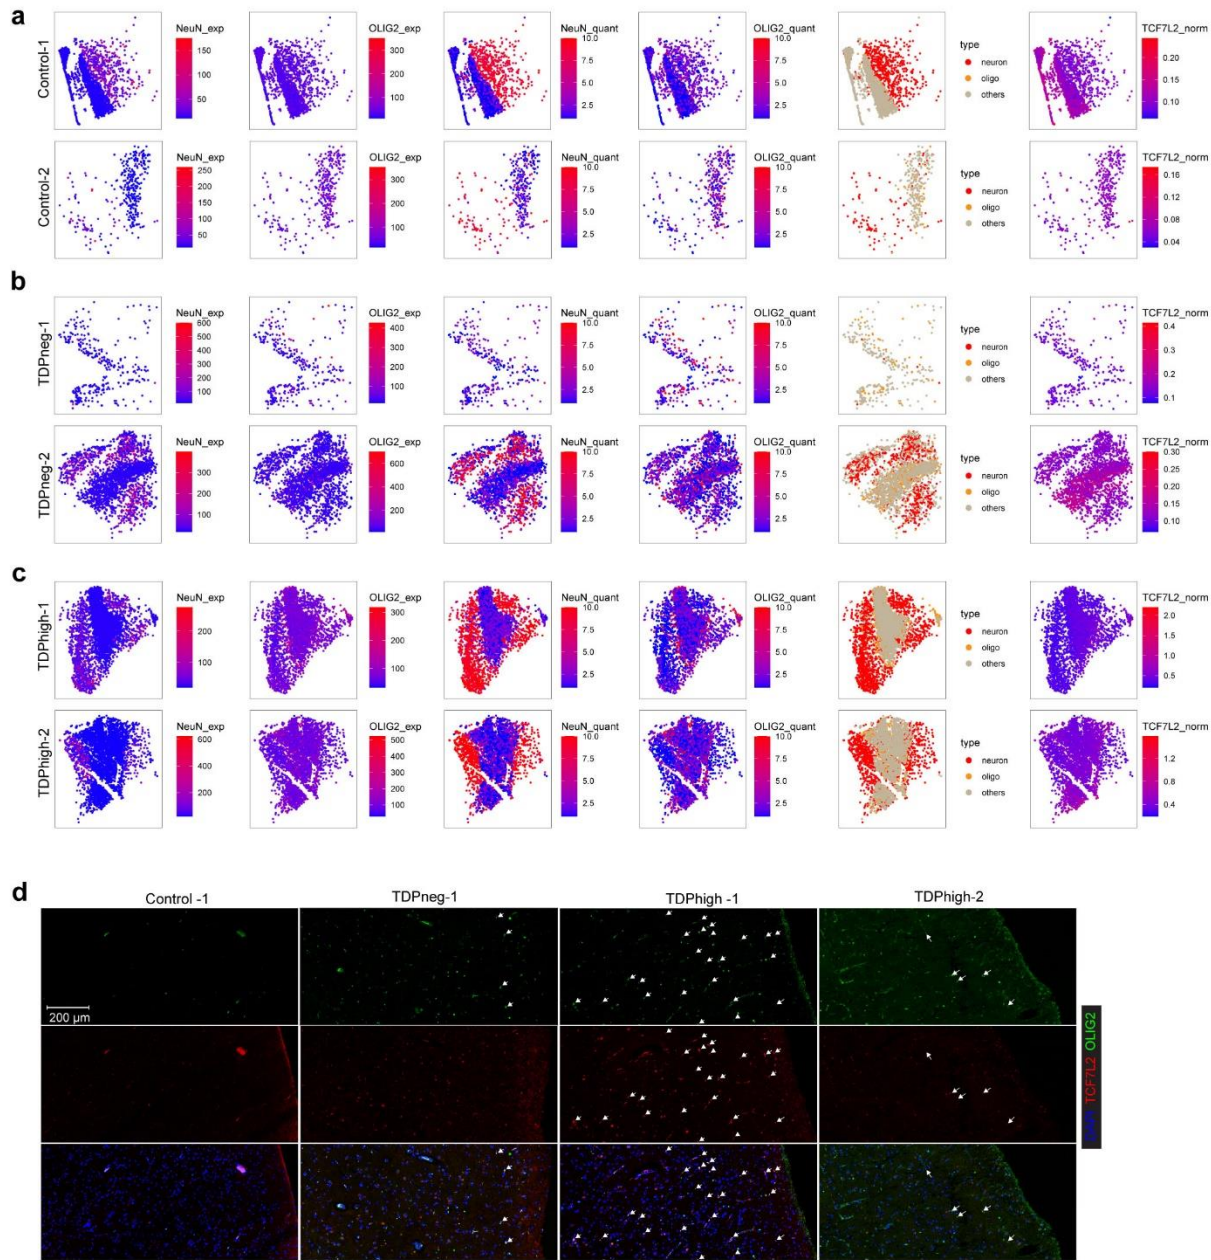 a
Control-1
NeuN_exp
150
100
50
OLIG2_exp
300
200
100
NeuN_quant
10.0
7.5
5.0
2.5
OLIG2_quant
10.0
7.5
5.0
2.5
type
neuron
oligo
others
TCF7L2_norm
0.20
0.15
0.10
Control-2
NeuN_exp
250
200
150
100
50
OLIG2_exp
300
200
100
NeuN_quant
10.0
7.5
5.0
2.5
OLIG2_quant
10.0
7.5
5.0
2.5
type
neuron
oligo
others
TCF7L2_norm
0.16
0.12
0.08
0.04
b
TDPneg-1
NeuN_exp
600
500
400
300
200
100
OLIG2_exp
400
300
200
100
NeuN_quant
10.0
7.5
5.0
2.5
OLIG2_quant
10.0
7.5
5.0
2.5
type
neuron
oligo
others
TCF7L2_norm
0.4
0.3
0.2
0.1
TDPneg-2
NeuN_exp
300
200
100
OLIG2_exp
600
400
200
NeuN_quant
10.0
7.5
5.0
2.5
OLIG2_quant
10.0
7.5
5.0
2.5
type
neuron
oligo
others
TCF7L2_norm
0.30
0.25
0.20
0.15
0.10
c
TDPhigh-1
NeuN_exp
200
100
OLIG2_exp
300
200
100
NeuN_quant
10.0
7.5
5.0
2.5
OLIG2_quant
10.0
7.5
5.0
2.5
type
neuron
oligo
others
TCF7L2_norm
2.0
1.5
1.0
0.5
TDPhigh-2
NeuN_exp
500
400
300
200
OLIG2_exp
500
400
300
200
100
NeuN_quant
10.0
7.5
5.0
2.5
OLIG2_quant
10.0
7.5
5.0
2.5
type
neuron
oligo
others
TCF7L2_norm
1.2
0.8
0.4
d
Control -1
TDPneg-1
TDPhigh -1
TDPhigh-2
200 µm
DAPI TCF7L2 OLIG2